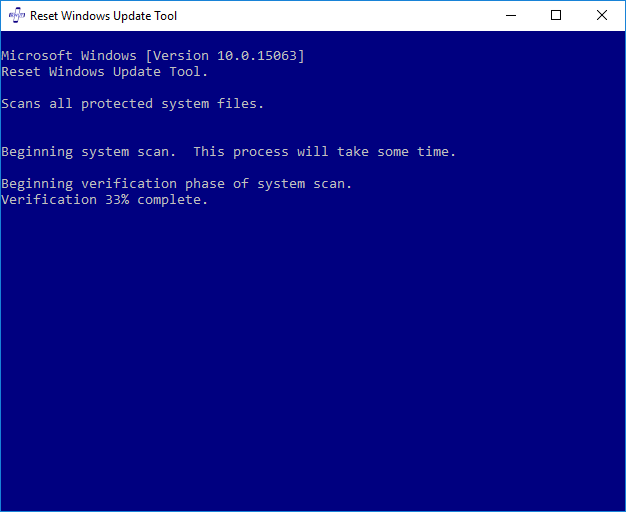 Reset Windows Update Tool
Microsoft Windows [Version 10.0.15063]
Reset Windows Update Tool.
Scans all protected system files.
Beginning system scan.  This process will take some time.
Beginning verification phase of system scan.
Verification 33% complete.